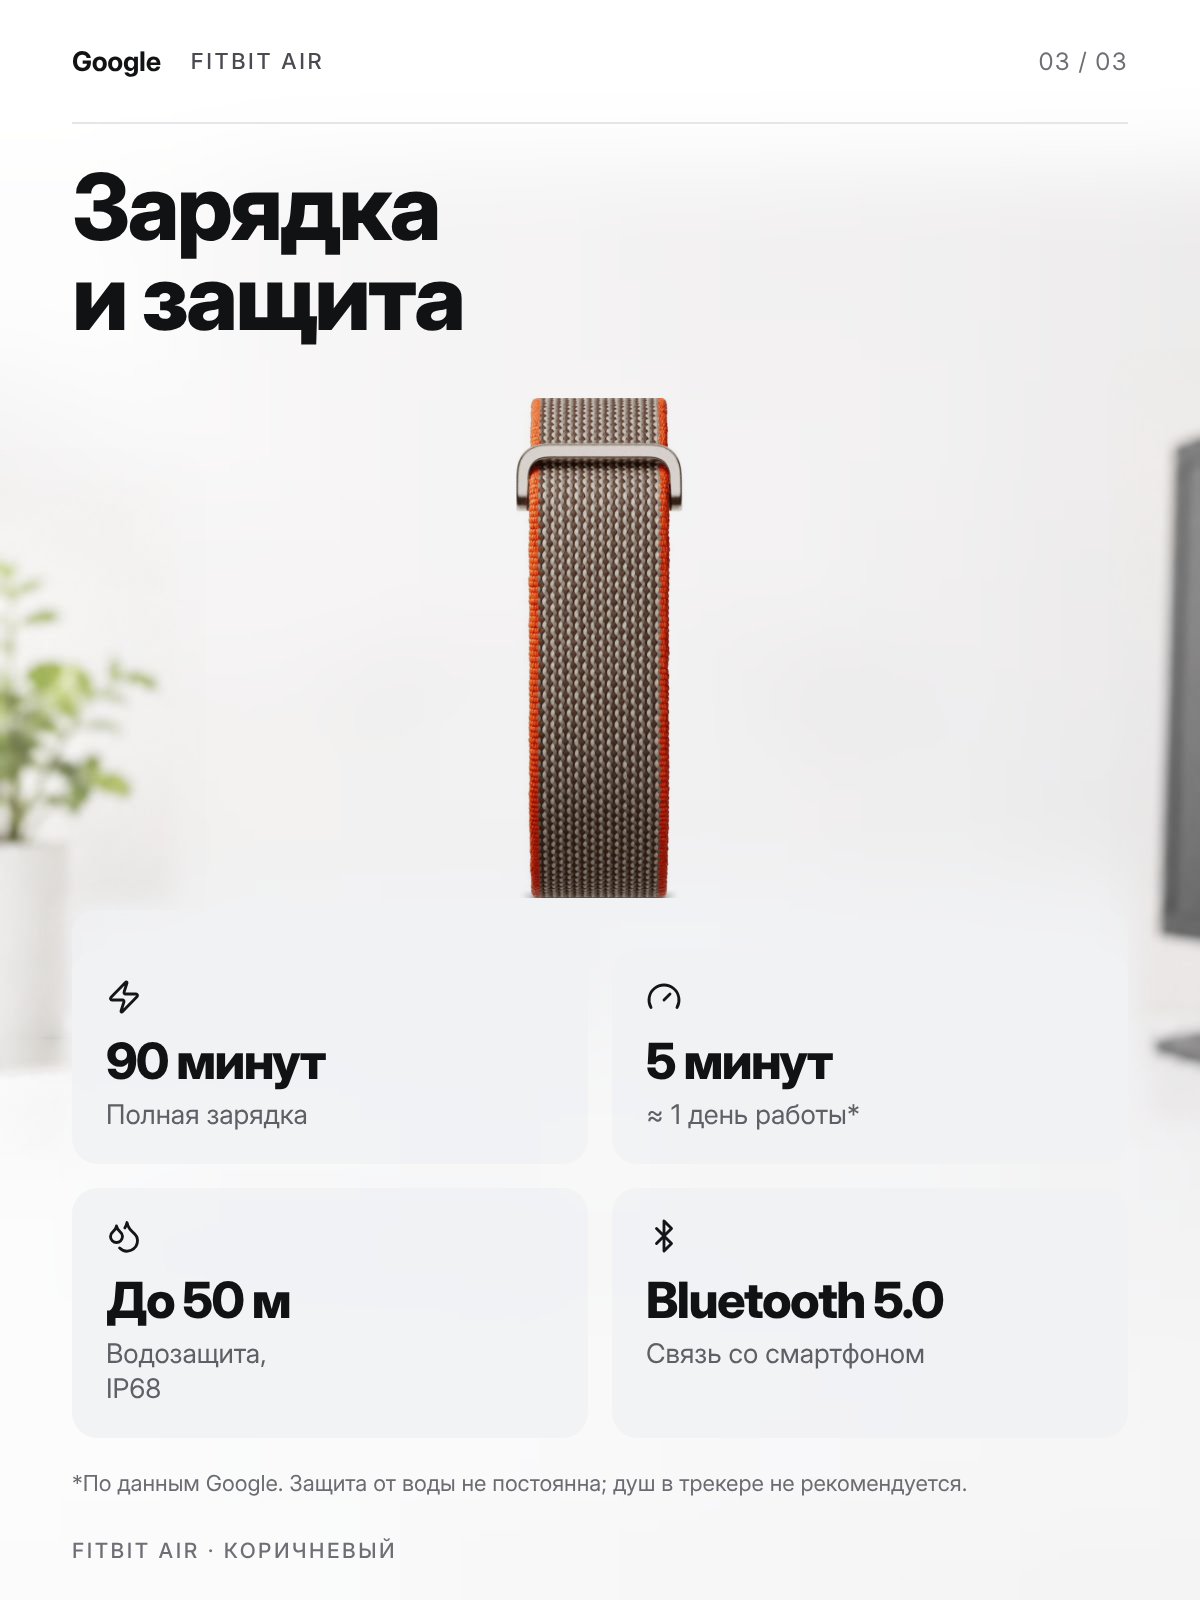 Google FITBIT AIR 03 / 03
Зарядка
и защита
90 минут
Полная зарядка
5 минут
≈ 1 день работы*
До 50 м
Водозащита,
IP68
Bluetooth 5.0
Связь со смартфоном
*По данным Google. Защита от воды не постоянна; душ в трекере не рекомендуется.
FITBIT AIR · КОРИЧНЕВЫЙ